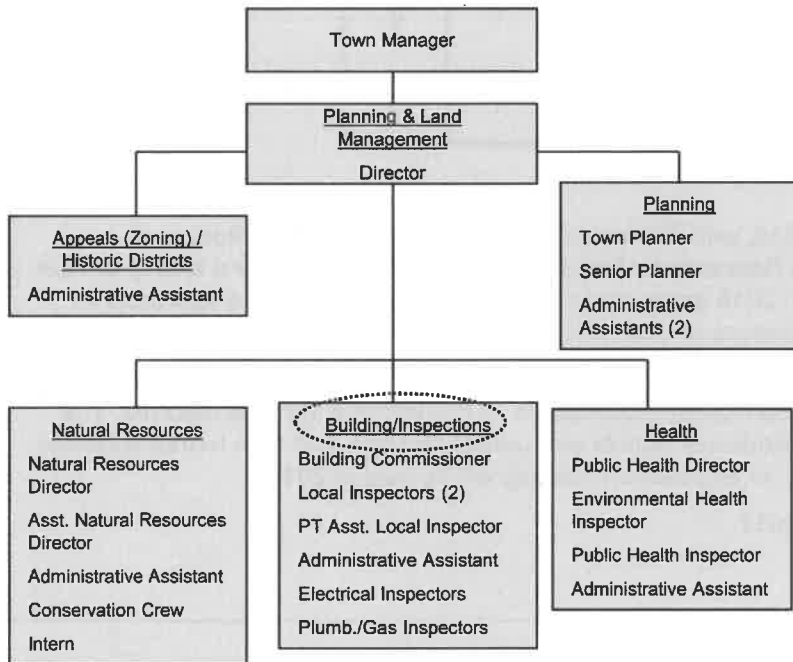 Town Manager
Planning & Land
Management
Director
Appeals (Zoning) /
Historic Districts
Administrative Assistant
Planning
Town Planner
Senior Planner
Administrative
Assistants (2)
Natural Resources
Natural Resources
Director
Asst. Natural Resources
Director
Administrative Assistant
Conservation Crew
Intern
Building/Inspections
Building Commissioner
Local Inspectors (2)
PT Asst. Local Inspector
Administrative Assistant
Electrical Inspectors
Plumb./Gas Inspectors
Health
Public Health Director
Environmental Health
Inspector
Public Health Inspector
Administrative Assistant